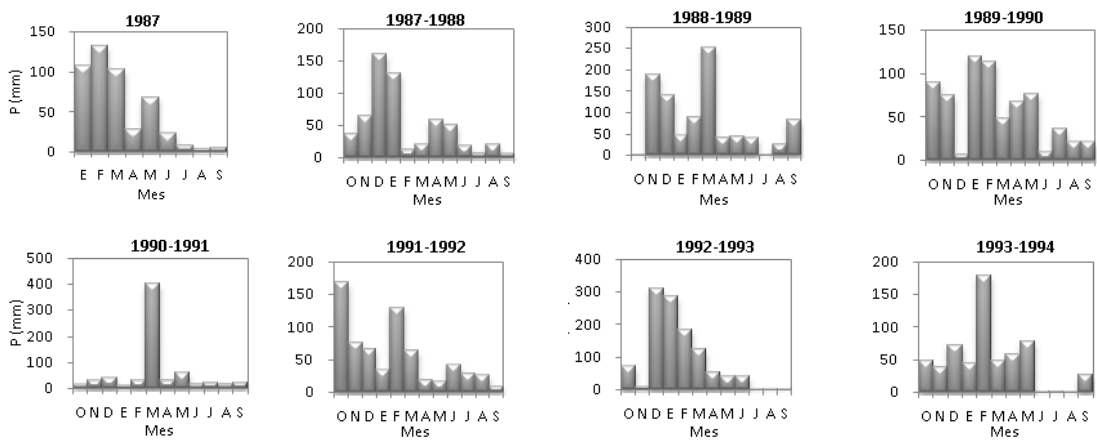 1987
1987-1988
1988-1989
1989-1990
P (mm)
150
100
50
0
E F M A M J J A S
Mes
200
150
100
50
0
O N D E F M A M J J A S
Mes
300
250
200
150
100
50
0
O N D E F M A M J J A S
Mes
150
100
50
0
O N D E F M A M J J A S
Mes
1990-1991
1991-1992
1992-1993
1993-1994
P (mm)
500
400
300
200
100
0
O N D E F M A M J J A S
Mes
200
150
100
50
0
O N D E F M A M J J A S
Mes
400
300
200
100
0
O N D E F M A M J J A S
Mes
200
150
100
50
0
O N D E F M A M J J A S
Mes